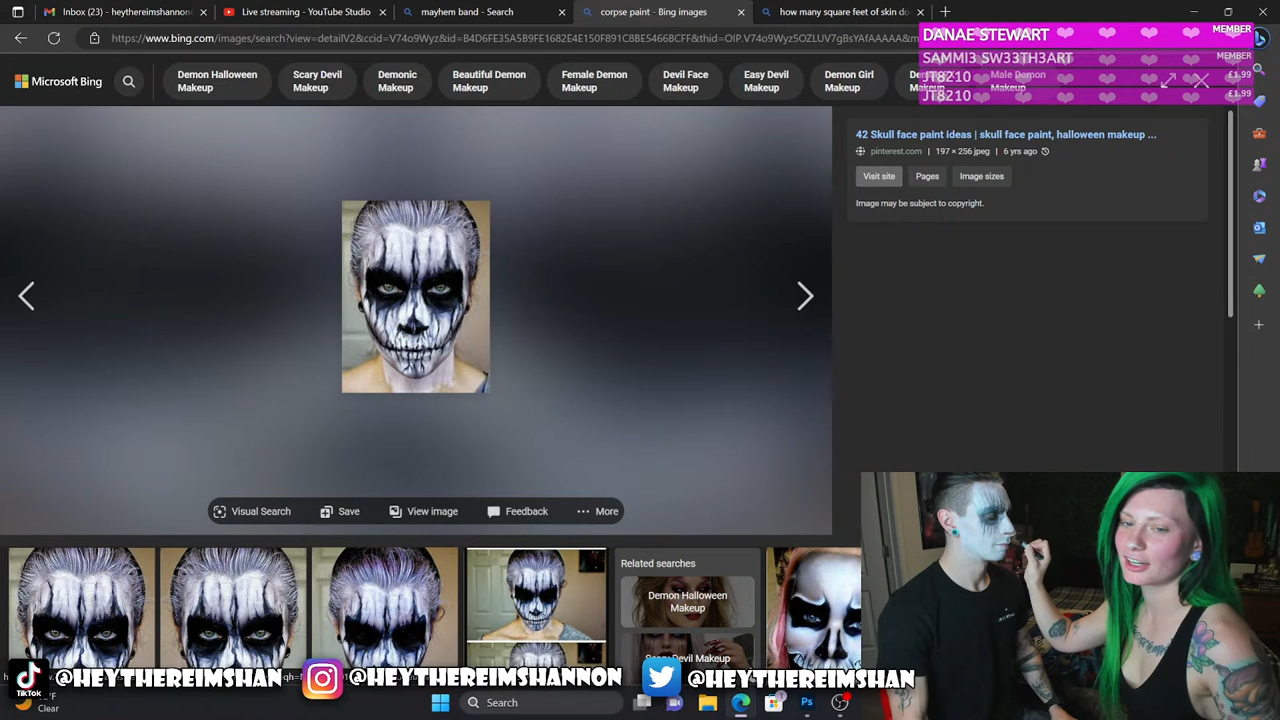 Inbox (23) - heythereimshannon(
Live streaming - YouTube Studio
mayhem band - Search
corpse paint - Bing images
how many square feet of skin do
https://www.bing.com/images/search?view=detailV2&ccid=V74o9Wyz&id=B4D6FE35A5
DANAE STEWART
MEMBER
SAMMI3 SW33TH3ART
MEMBER
JT8210
£1.99
JT8210
£1.99
Microsoft Bing
Demon Halloween
Makeup
Scary Devil
Makeup
Demonic
Makeup
Beautiful Demon
Makeup
Female Demon
Makeup
Devil Face
Makeup
Easy Devil
Makeup
Demon Girl
Makeup
Male Demon
Makeup
42 Skull face paint ideas | skull face paint, halloween makeup ...
pinterest.com | 197 × 256 jpeg | 6 yrs ago
Visit site
Pages
Image sizes
Image may be subject to copyright.
Visual Search
Save
View image
Feedback
More
Related searches
Demon Halloween
Makeup
Scary Devil Makeup
TikTok
@HEYTHEREIMSHAN
@HEYTHEREIMSHANNON
@HEYTHEREIMSHAN
Clear
Search
Ps